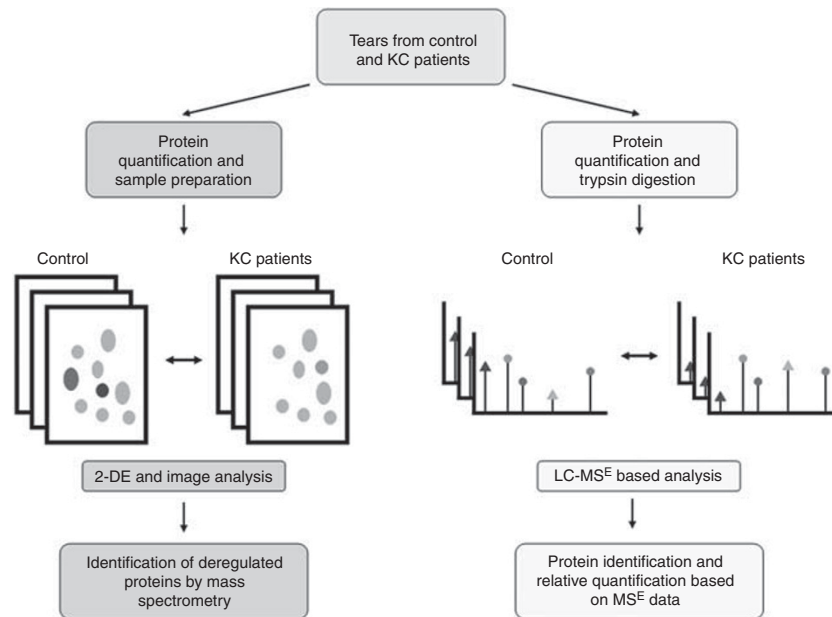 Tears from control
and KC patients
Protein
quantification and
sample preparation
Protein
quantification and
trypsin digestion
Control
KC patients
Control
KC patients
2-DE and image analysis
LC-MSᴱ based analysis
Identification of deregulated
proteins by mass
spectrometry
Protein identification and
relative quantification based
on MSᴱ data